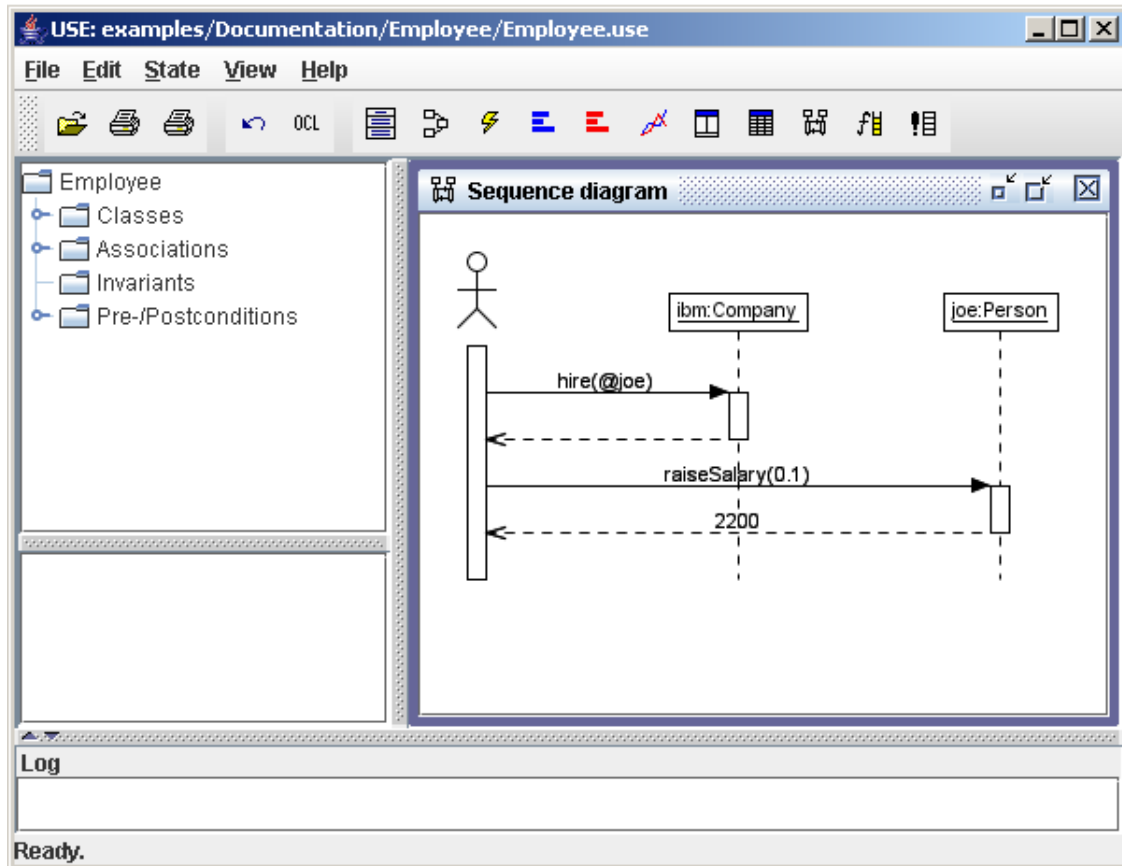 USE: examples/Documentation/Employee/Employee.use
File Edit State View Help
OCL
Employee
Classes
Associations
Invariants
Pre-/Postconditions
Sequence diagram
ibm:Company
joe:Person
hire(@joe)
raiseSalary(0.1)
2200
Log
Ready.